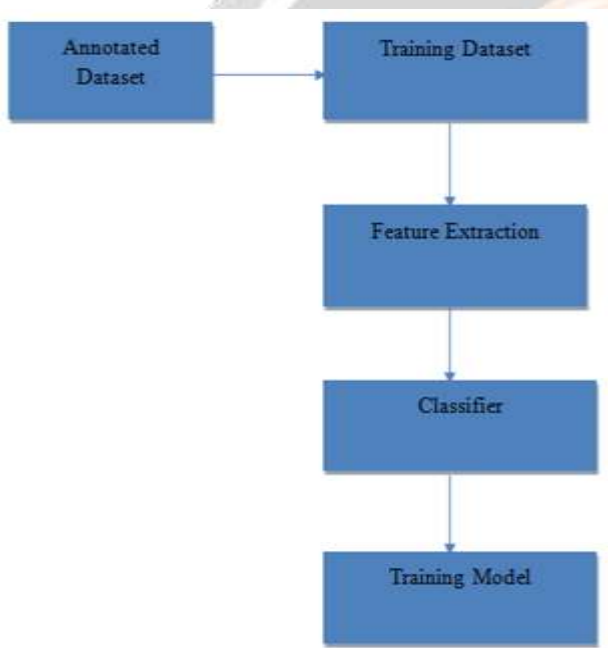 Annotated
Dataset
Training Dataset
Feature Extraction
Classifier
Training Model